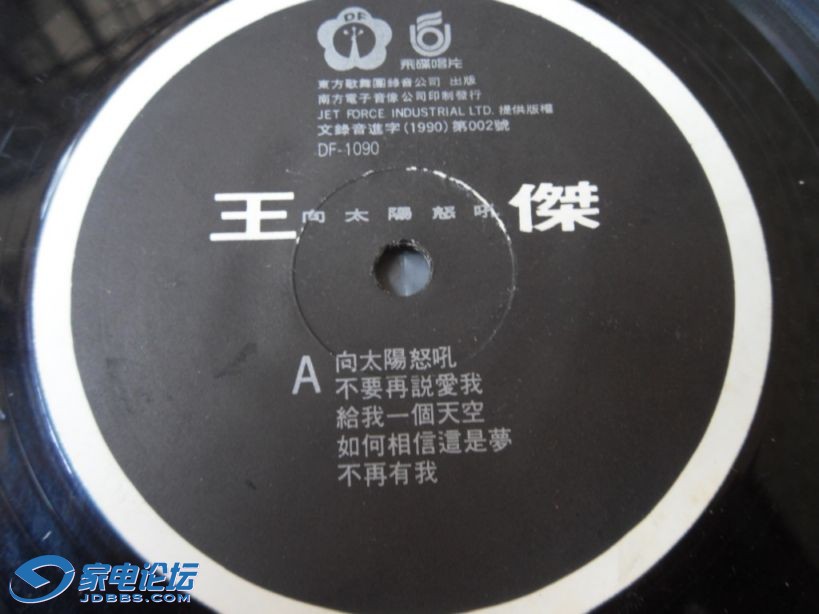 DF
飛碟唱片
東方歌舞團錄音公司 出版
南方電子音像公司印制發行
JET FORCE INDUSTRIAL LTD. 提供版權
文錄音進字(1990)第002號
DF-1090
王 向太陽怒吼 傑
A
向太陽怒吼
不要再説愛我
給我一個天空
如何相信這是夢
不再有我
家电论坛
JDBBS.COM